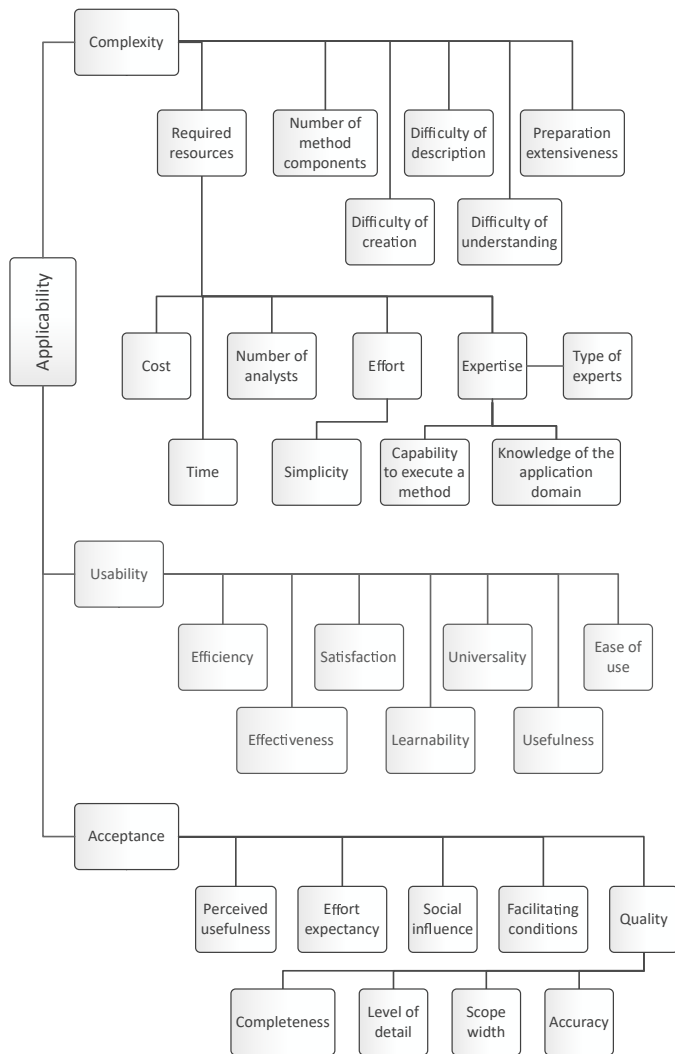 Complexity
Required
resources
Number of
method
components
Difficulty of
description
Preparation
extensiveness
Difficulty of
creation
Difficulty of
understanding
Applicability
Cost
Number of
analysts
Effort
Expertise
Type of
experts
Time
Simplicity
Capability
to execute a
method
Knowledge of the
application
domain
Usability
Efficiency
Satisfaction
Universality
Ease of
use
Effectiveness
Learnability
Usefulness
Acceptance
Perceived
usefulness
Effort
expectancy
Social
influence
Facilitating
conditions
Quality
Completeness
Level of
detail
Scope
width
Accuracy